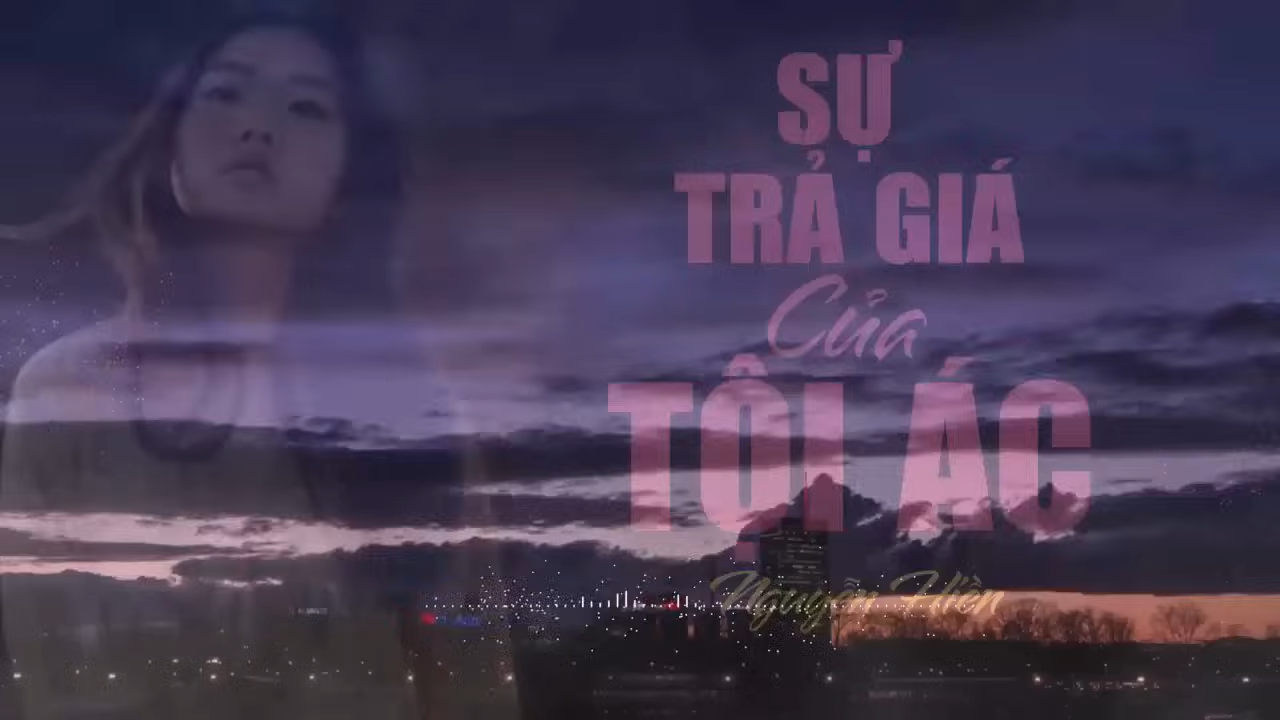 SỰ
TRẢ GIÁ
Của
TỘI ÁC
Nguyễn Hiền